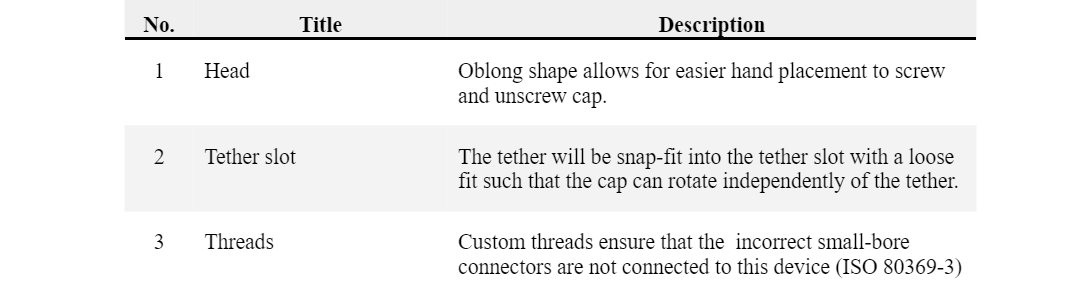 No. Title Description
1 Head Oblong shape allows for easier hand placement to screw
and unscrew cap.
2 Tether slot The tether will be snap-fit into the tether slot with a loose
fit such that the cap can rotate independently of the tether.
3 Threads Custom threads ensure that the  incorrect small-bore
connectors are not connected to this device (ISO 80369-3)